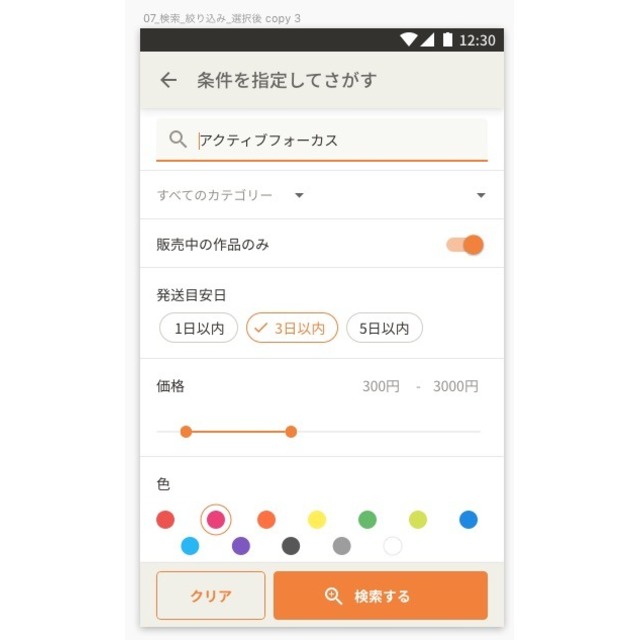 07_検索_絞り込み_選択後 copy 3
12:30
条件を指定してさがす
アクティブフォーカス
すべてのカテゴリー
販売中の作品のみ
発送目安日
1日以内 3日以内 5日以内
価格 300円 - 3000円
色
クリア 検索する